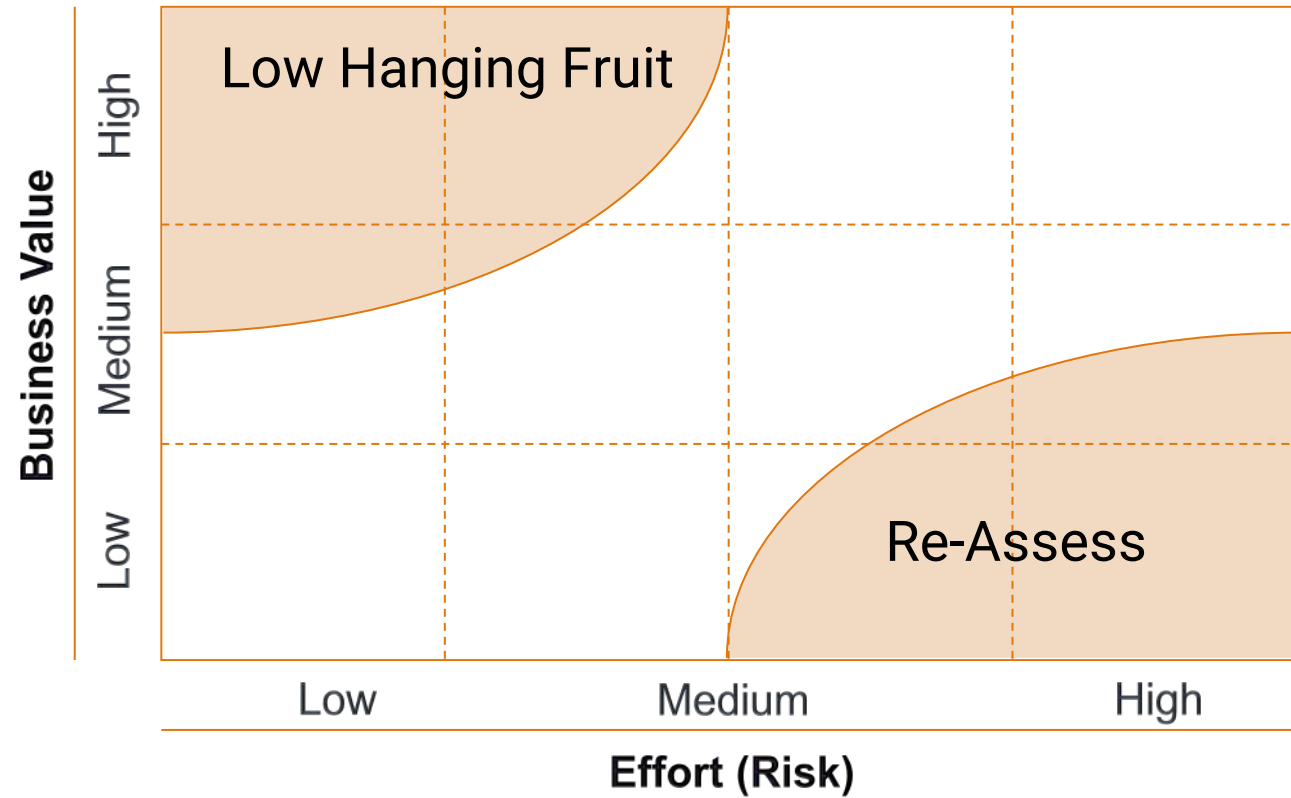 Low Hanging Fruit
High
Business Value
Medium
Low
Re-Assess
Low
Medium
High
Effort (Risk)